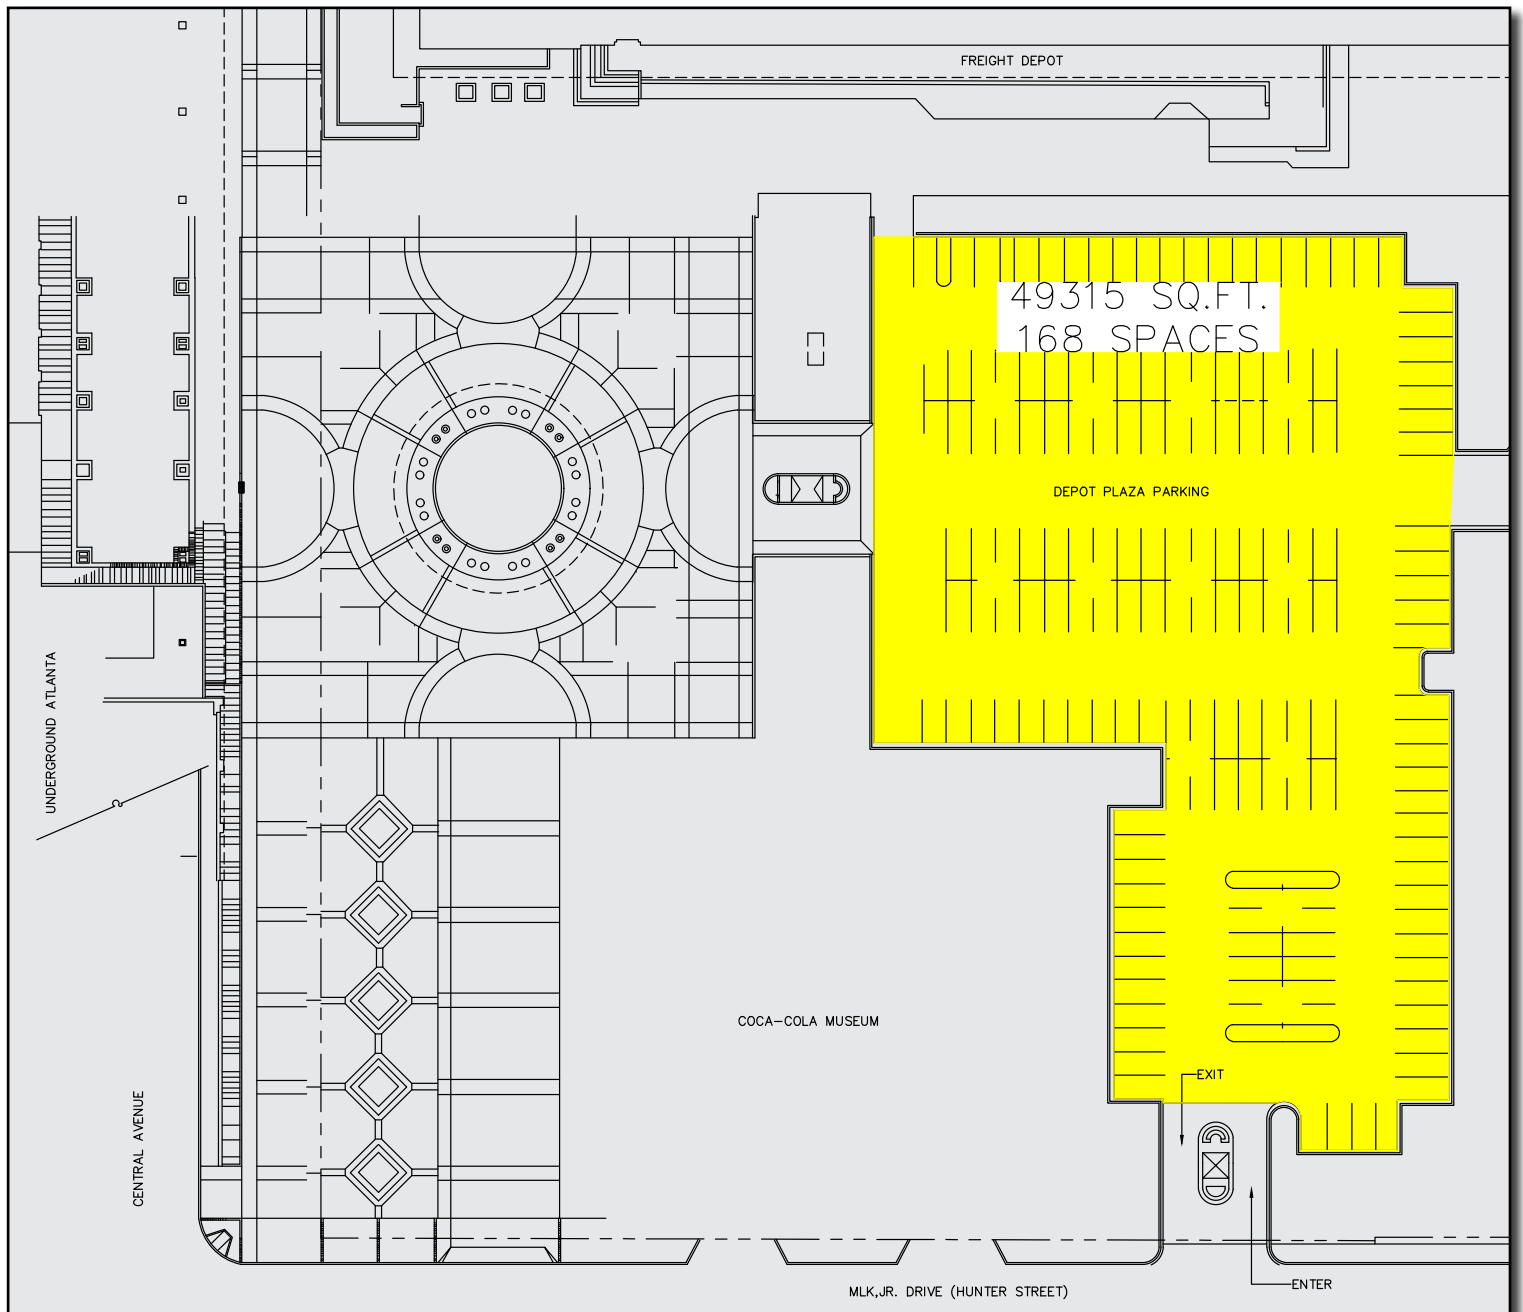 FREIGHT DEPOT
49315 SQ.FT.
168 SPACES
DEPOT PLAZA PARKING
UNDERGROUND ATLANTA
COCA-COLA MUSEUM
EXIT
CENTRAL AVENUE
ENTER
MLK,JR. DRIVE (HUNTER STREET)